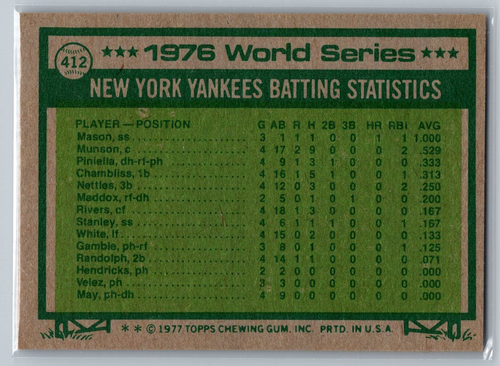 412
★★★ 1976 World Series ★★★
NEW YORK YANKEES BATTING STATISTICS
PLAYER—POSITION G AB R H 2B 3B HR RBI AVG
Mason, ss 3 1 1 1 0 0 1 1 1.000
Munson, c 4 17 2 9 0 0 0 2 .529
Piniella, dh-rf-ph 4 9 1 3 1 0 0 0 .333
Chambliss, 1b 4 16 1 5 1 0 0 1 .313
Nettles, 3b 4 12 0 3 0 0 0 2 .250
Maddox, rf-dh 2 5 0 1 0 1 0 0 .200
Rivers, cf 4 18 1 3 0 0 0 0 .167
Stanley, ss 4 6 1 1 1 0 0 1 .167
White, lf 4 15 0 2 0 0 0 0 .133
Gamble, ph-rf 3 8 0 1 0 0 0 1 .125
Randolph, 2b 4 14 1 1 0 0 0 0 .071
Hendricks, ph 2 2 0 0 0 0 0 0 .000
Velez, ph 3 3 0 0 0 0 0 0 .000
May, ph-dh 4 9 0 0 0 0 0 0 .000
** © 1977 TOPPS CHEWING GUM, INC. PRTD. IN U.S.A.